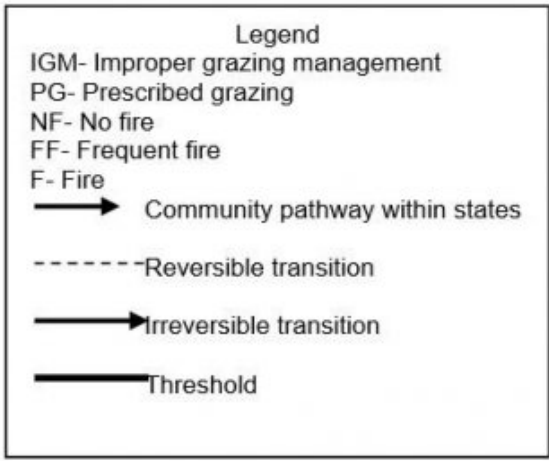 Legend
IGM- Improper grazing management
PG- Prescribed grazing
NF- No fire
FF- Frequent fire
F- Fire
Community pathway within states
Reversible transition
Irreversible transition
Threshold